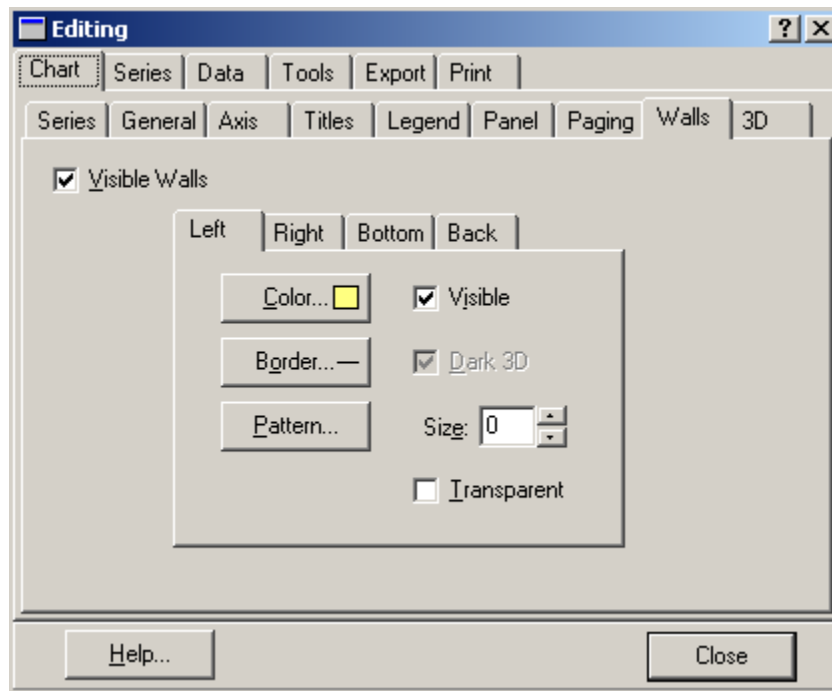 Editing
Chart Series Data Tools Export Print
Series General Axis Titles Legend Panel Paging Walls 3D
Visible Walls
Left Right Bottom Back
Color... Visible
Border... Dark 3D
Pattern... Size: 0
Transparent
Help... Close